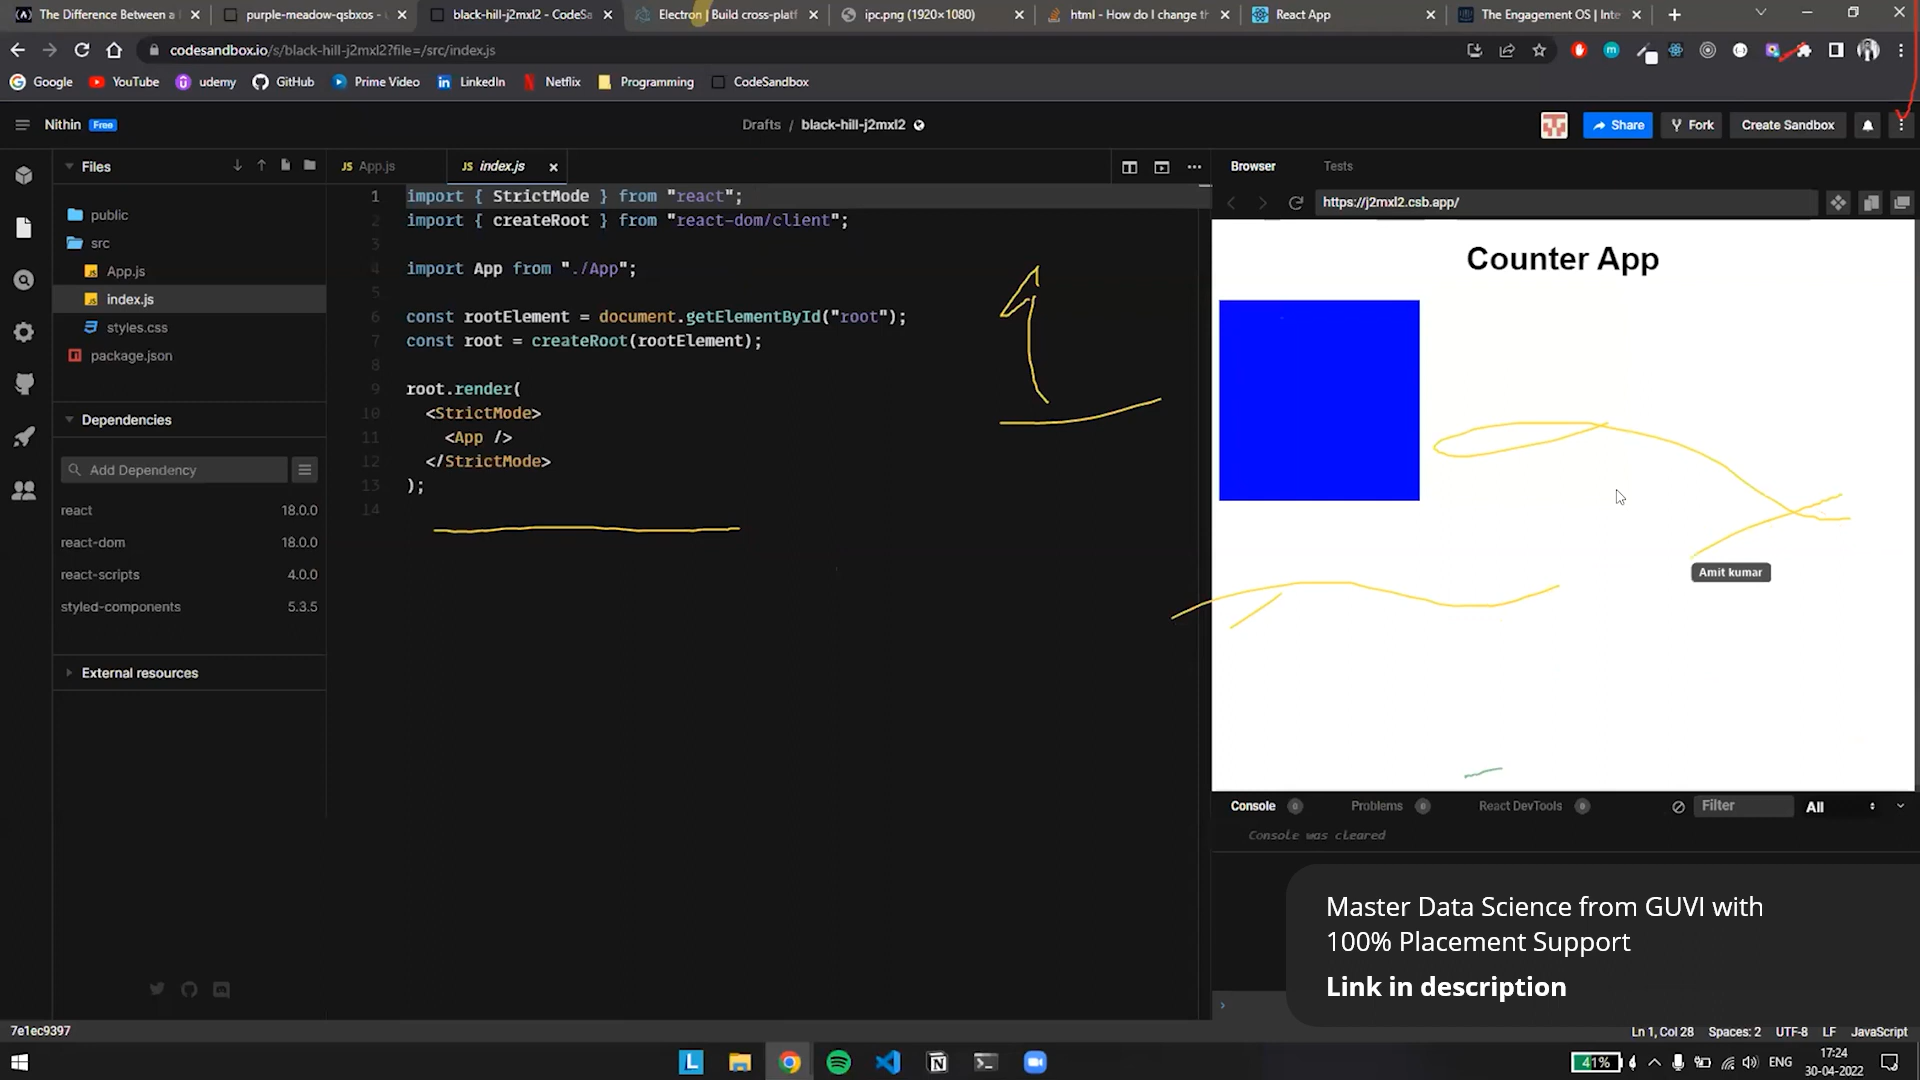 The Difference Between a
purple-meadow-qsbxos -
black-hill-j2mxl2 - CodeSa
Electron | Build cross-platf
ipc.png (1920×1080)
html - How do I change th
React App
The Engagement OS | Inte
codesandbox.io/s/black-hill-j2mxl2?file=/src/index.js
Google
YouTube
udemy
GitHub
Prime Video
LinkedIn
Netflix
Programming
CodeSandbox
Nithin Free
Drafts / black-hill-j2mxl2
Share
Fork
Create Sandbox
Files
JS App.js
JS index.js
Browser
Tests
https://j2mxl2.csb.app/
public
src
App.js
index.js
styles.css
package.json
Dependencies
Add Dependency
react 18.0.0
react-dom 18.0.0
react-scripts 4.0.0
styled-components 5.3.5
External resources
1 import { StrictMode } from "react";
2 import { createRoot } from "react-dom/client";
3
4 import App from "./App";
5
6 const rootElement = document.getElementById("root");
7 const root = createRoot(rootElement);
8
9 root.render(
10 <StrictMode>
11 <App />
12 </StrictMode>
13 );
14
Counter App
Amit kumar
Console 0
Problems 0
React DevTools 0
Filter
All
Console was cleared
Master Data Science from GUVI with
100% Placement Support
Link in description
7e1ec9397
Ln 1, Col 28 Spaces: 2 UTF-8 LF JavaScript
41%
ENG
17:24
30-04-2022